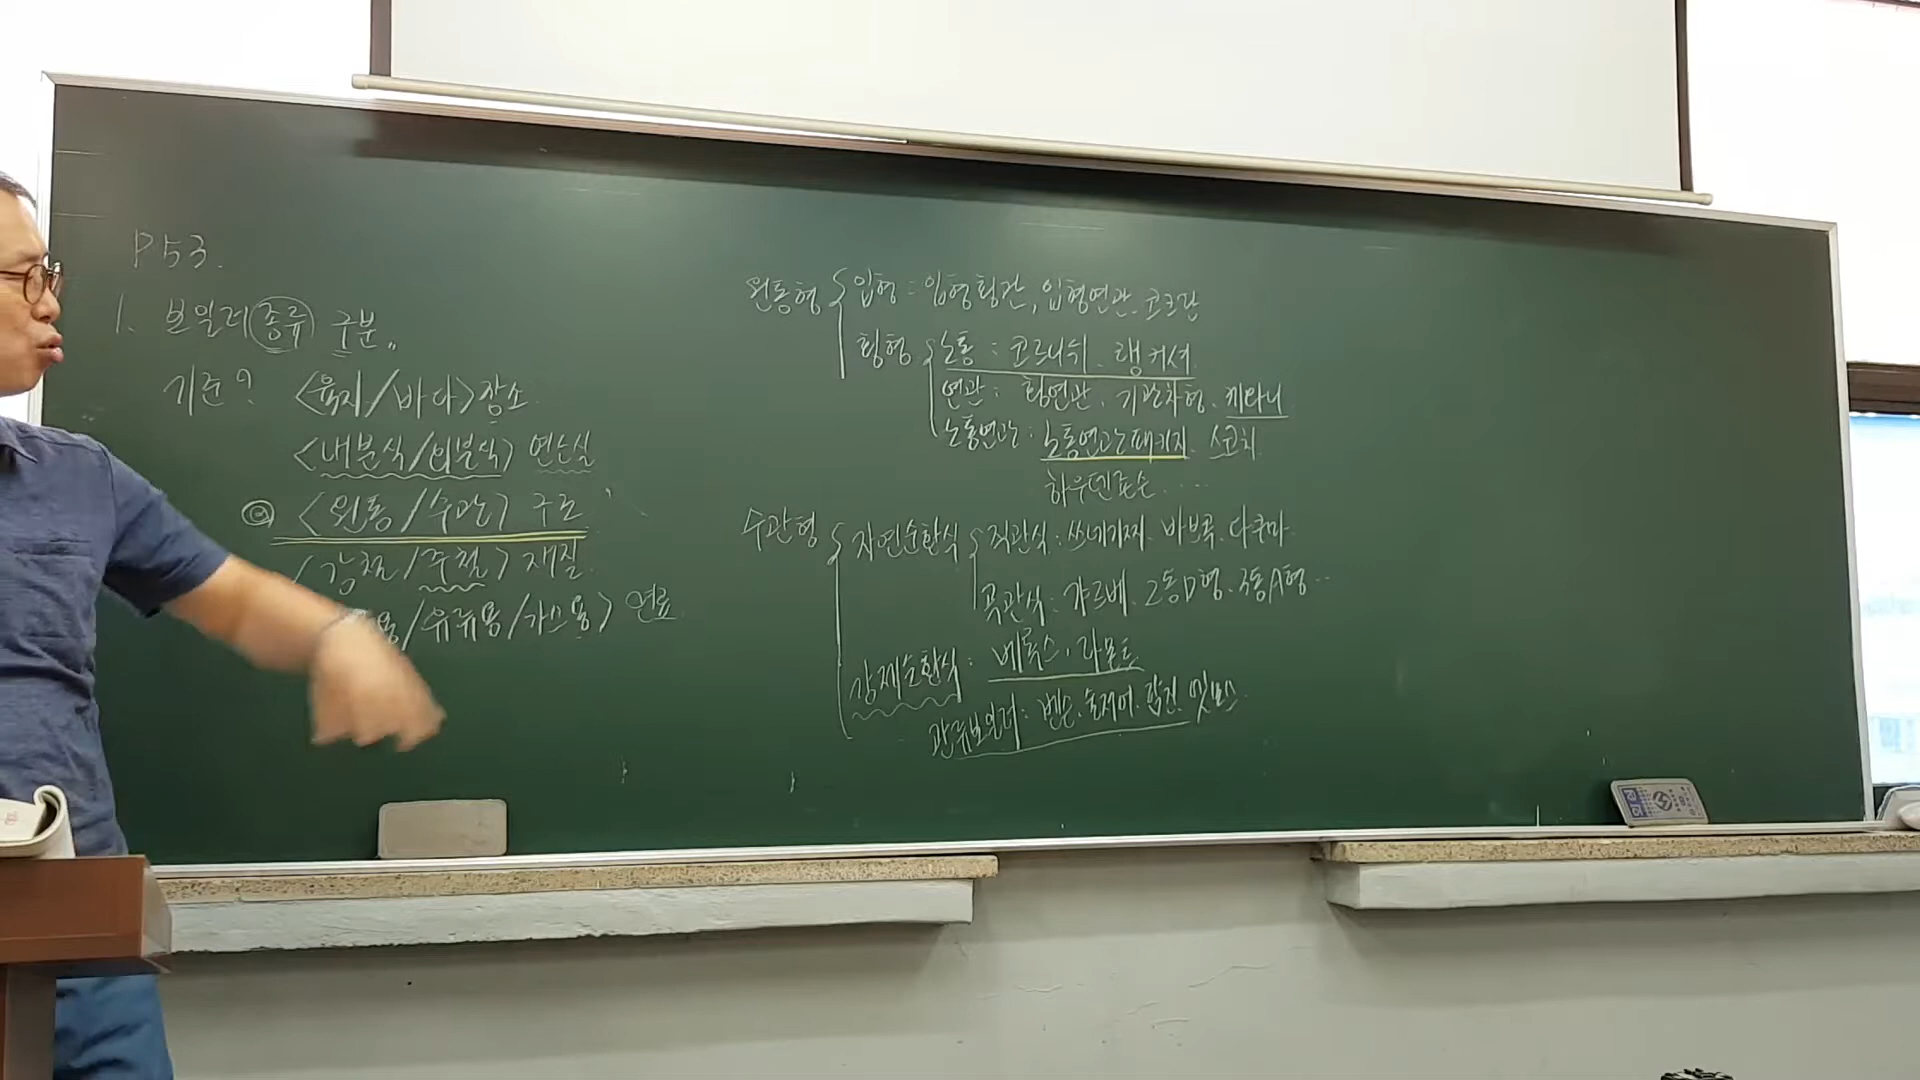 P53.
1. 보일러 종류 구분〃
기준? <육지/바다> 장소
<내분식/외분식> 연소실
◎ <원통/수관> 구조
<강철/주철> 재질.
용/유류용/가스용> 연료
원통형 { 입형 : 입형횡관, 입형연관. 코크란
횡형 { 노통 : 코르니쉬. 랭커셔
연관 : 횡연관. 기관차형. 케와니
노통연관 : 노통연관패키지. 스코치.
하우덴죤슨.....
수관형 { 자연순환식 { 직관식 : 쓰네기찌. 바브콕. 다쿠마.
곡관식 : 갸르베. 2동D형. 3동A형...
강제순환식 : 베록스. 라몬트
관류보일러 : 벤슨. 술저어. 람진. 앳모스.